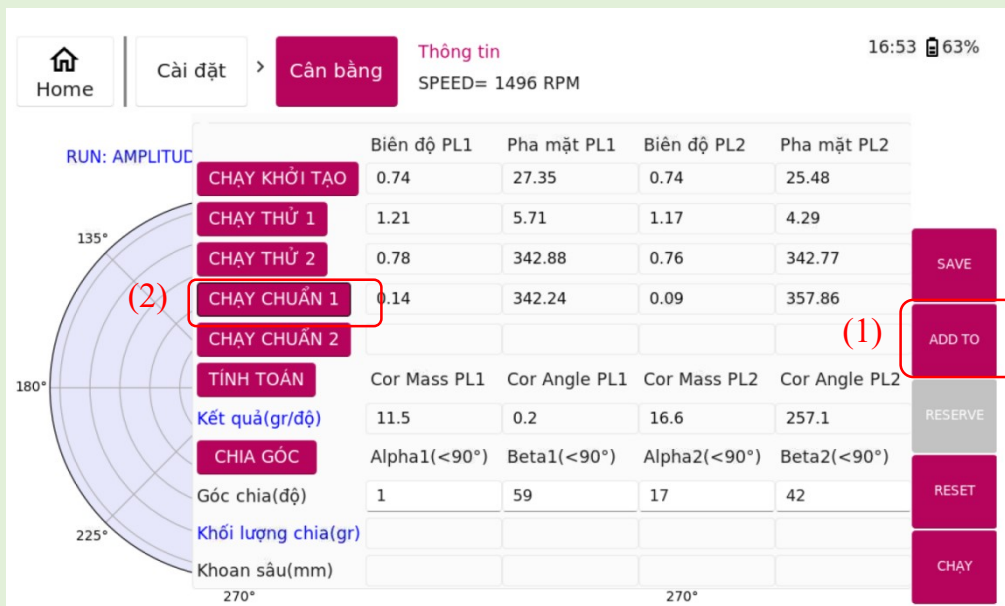 Home
Cài đặt > Cân bằng
Thông tin
SPEED= 1496 RPM
16:53 63%
RUN: AMPLITUD
Biên độ PL1 Pha mặt PL1 Biên độ PL2 Pha mặt PL2
CHẠY KHỞI TẠO 0.74 27.35 0.74 25.48
CHẠY THỬ 1 1.21 5.71 1.17 4.29
135°
CHẠY THỬ 2 0.78 342.88 0.76 342.77
SAVE
(2) CHẠY CHUẨN 1 0.14 342.24 0.09 357.86
CHẠY CHUẨN 2
(1) ADD TO
180°
TÍNH TOÁN Cor Mass PL1 Cor Angle PL1 Cor Mass PL2 Cor Angle PL2
Kết quả(gr/độ) 11.5 0.2 16.6 257.1
RESERVE
CHIA GÓC Alpha1(<90°) Beta1(<90°) Alpha2(<90°) Beta2(<90°)
Góc chia(độ) 1 59 17 42
RESET
225°
Khối lượng chia(gr)
Khoan sâu(mm)
CHẠY
270° 270°